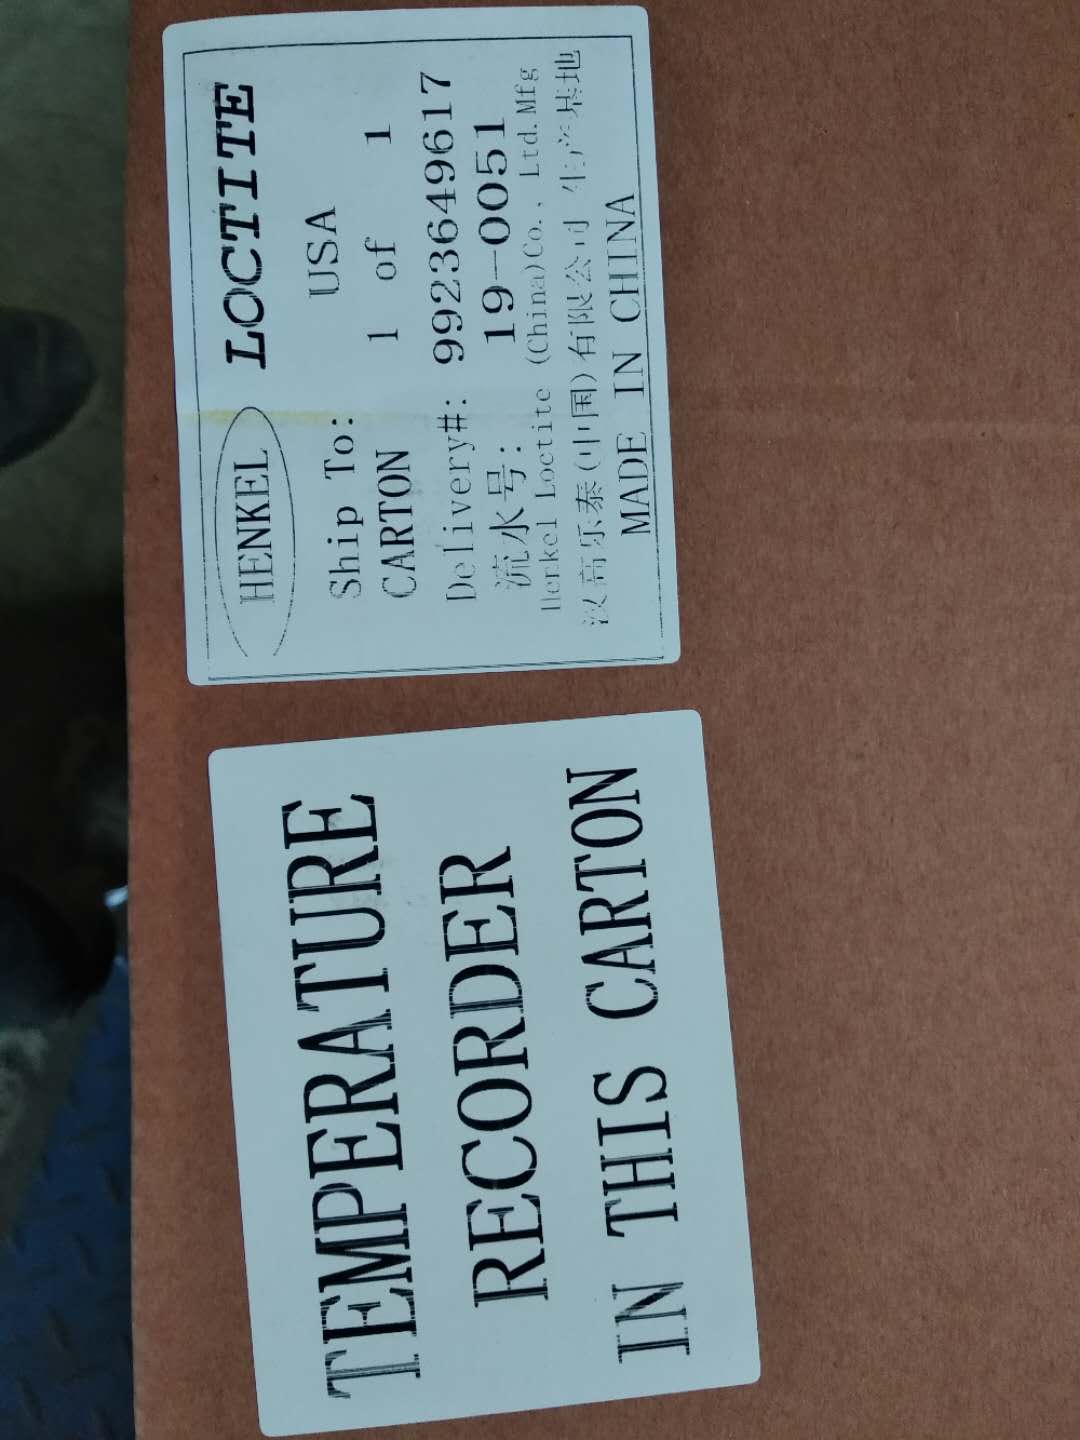 HENKEL LOCTITE
Ship To: USA
CARTON 1 of 1
Delivery#: 992364 9617
流水号: 19-0051
Henkel Loctite (China)Co., Ltd.Mfg
汉高乐泰(中国)有限公司 生产基地
MADE IN CHINA
TEMPERATURE
RECORDER
IN THIS CARTON